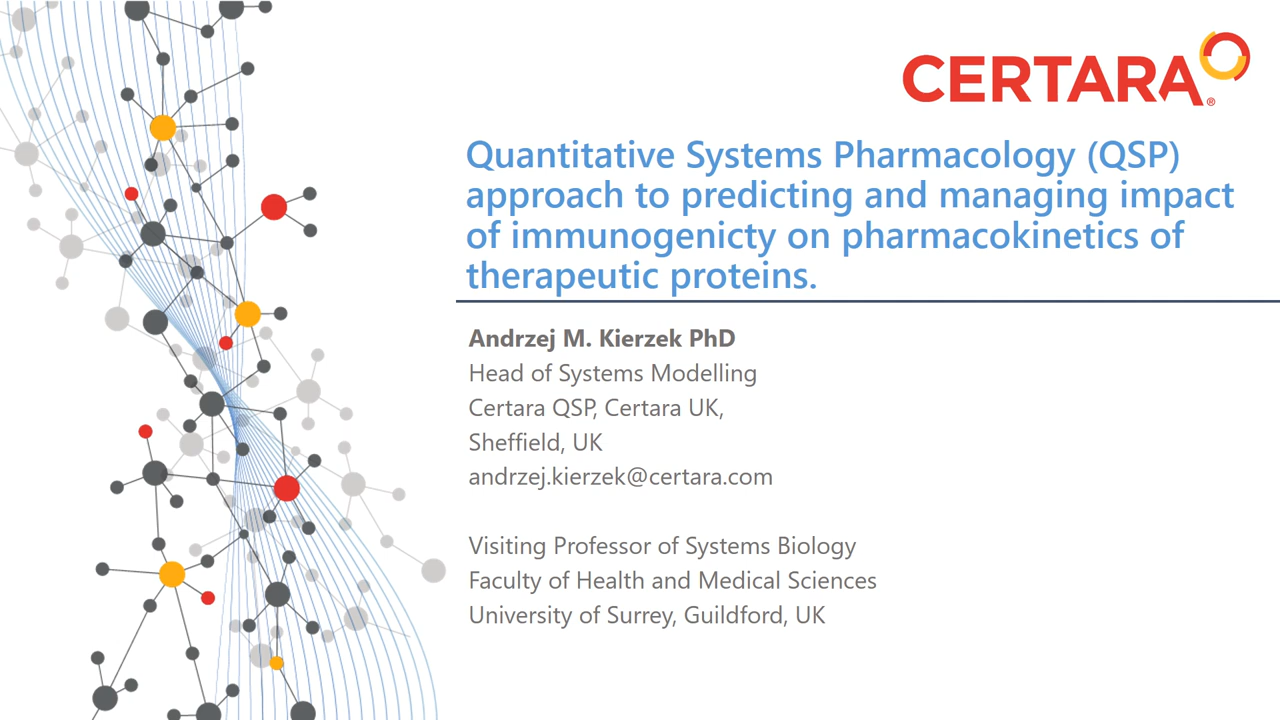 CERTARA®
Quantitative Systems Pharmacology (QSP)
approach to predicting and managing impact
of immunogenicty on pharmacokinetics of
therapeutic proteins.
Andrzej M. Kierzek PhD
Head of Systems Modelling
Certara QSP, Certara UK,
Sheffield, UK
andrzej.kierzek@certara.com
Visiting Professor of Systems Biology
Faculty of Health and Medical Sciences
University of Surrey, Guildford, UK